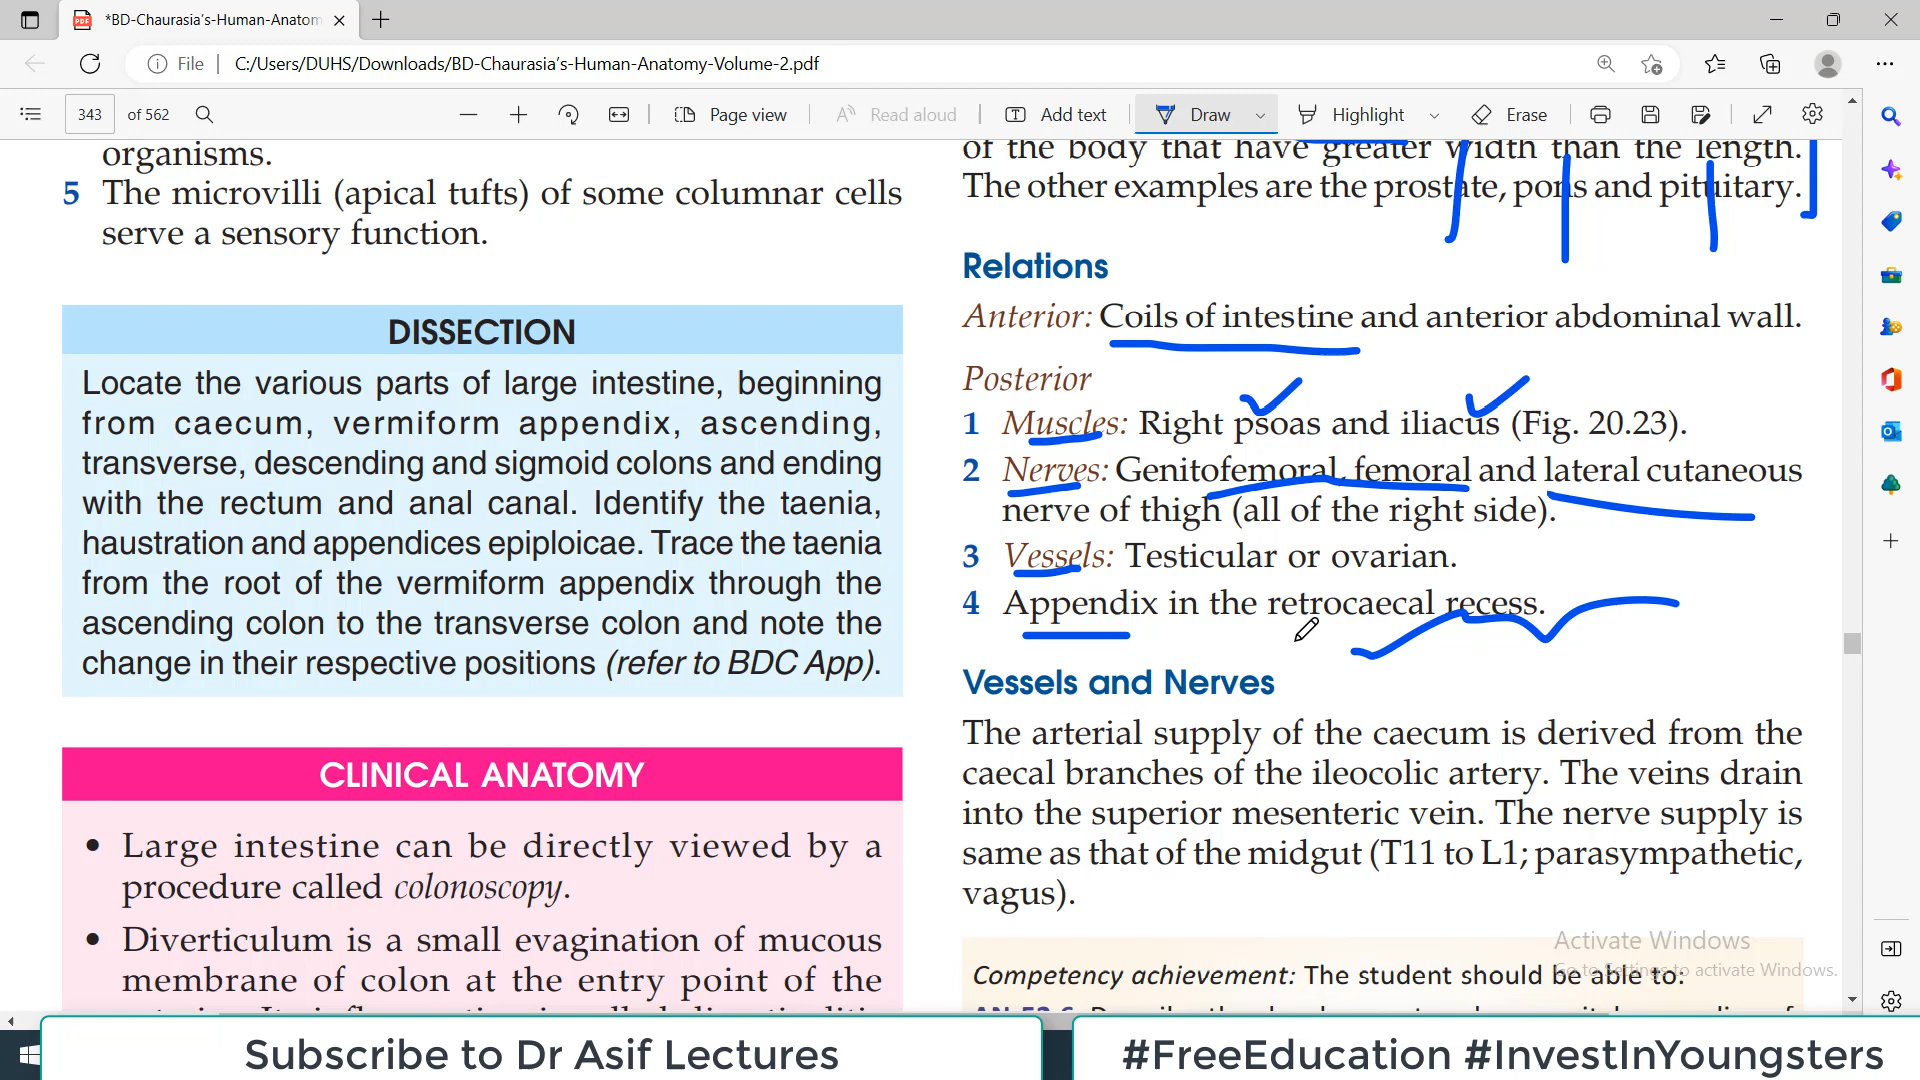 *BD-Chaurasia's-Human-Anatom
File
C:/Users/DUHS/Downloads/BD-Chaurasia's-Human-Anatomy-Volume-2.pdf
343 of 562
Page view
Read aloud
Add text
Draw
Highlight
Erase
organisms.
5 The microvilli (apical tufts) of some columnar cells
serve a sensory function.
DISSECTION
Locate the various parts of large intestine, beginning
from caecum, vermiform appendix, ascending,
transverse, descending and sigmoid colons and ending
with the rectum and anal canal. Identify the taenia,
haustration and appendices epiploicae. Trace the taenia
from the root of the vermiform appendix through the
ascending colon to the transverse colon and note the
change in their respective positions (refer to BDC App).
CLINICAL ANATOMY
• Large intestine can be directly viewed by a
procedure called colonoscopy.
• Diverticulum is a small evagination of mucous
membrane of colon at the entry point of the
of the body that have greater width than the length.
The other examples are the prostate, pons and pituitary.
Relations
Anterior: Coils of intestine and anterior abdominal wall.
Posterior
1 Muscles: Right psoas and iliacus (Fig. 20.23).
2 Nerves: Genitofemoral, femoral and lateral cutaneous
nerve of thigh (all of the right side).
3 Vessels: Testicular or ovarian.
4 Appendix in the retrocaecal recess.
Vessels and Nerves
The arterial supply of the caecum is derived from the
caecal branches of the ileocolic artery. The veins drain
into the superior mesenteric vein. The nerve supply is
same as that of the midgut (T11 to L1; parasympathetic,
vagus).
Competency achievement: The student should be able to:
Activate Windows
Go to Settings to activate Windows.
Subscribe to Dr Asif Lectures
#FreeEducation #InvestInYoungsters